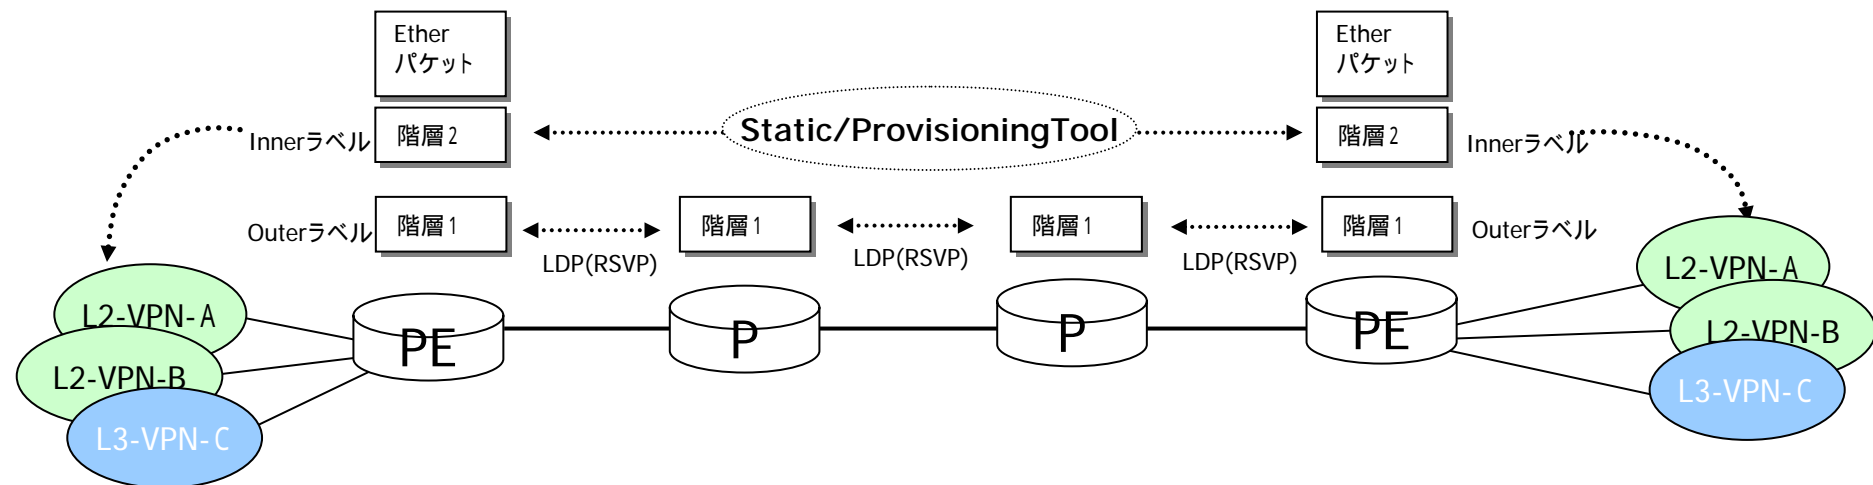 Ether
パケット
Ether
パケット
Static/ProvisioningTool
Innerラベル
階層2
階層2
Innerラベル
Outerラベル
階層1
階層1
階層1
階層1
Outerラベル
LDP(RSVP)
LDP(RSVP)
LDP(RSVP)
L2-VPN-A
L2-VPN-B
L3-VPN-C
PE
P
P
PE
L2-VPN-A
L2-VPN-B
L3-VPN-C